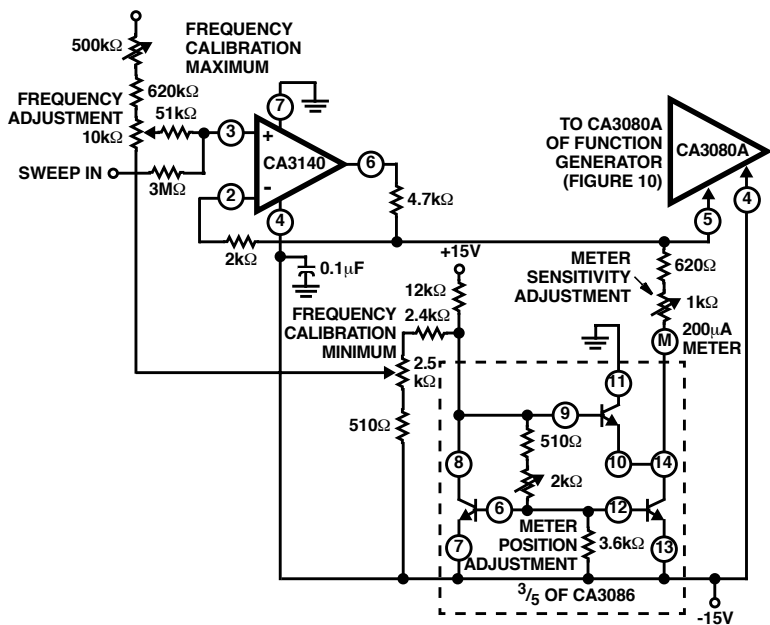 500kΩ
FREQUENCY
CALIBRATION
MAXIMUM
620kΩ
FREQUENCY
ADJUSTMENT
10kΩ
51kΩ
7
3
+
CA3140
6
SWEEP IN
3MΩ
2
-
4
4.7kΩ
2kΩ
0.1μF
TO CA3080A
OF FUNCTION
GENERATOR
(FIGURE 10)
CA3080A
5
4
+15V
12kΩ
METER
SENSITIVITY
ADJUSTMENT
620Ω
1kΩ
M
200μA
METER
FREQUENCY
CALIBRATION
MINIMUM
2.4kΩ
2.5
kΩ
510Ω
11
9
510Ω
10
14
8
2kΩ
6
12
7
METER
POSITION
ADJUSTMENT
3.6kΩ
13
3/5 OF CA3086
-15V